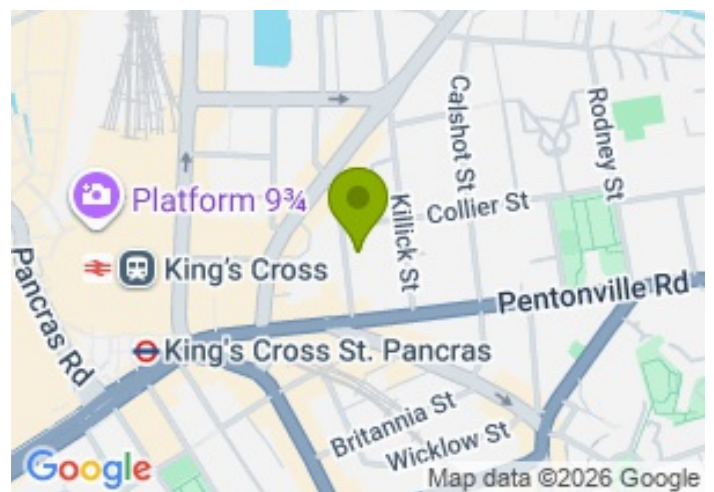 Calshot St
Rodney St
Platform 9¾
Killick St
Collier St
King's Cross
Pancras Rd
Pentonville Rd
King's Cross St. Pancras
Britannia St
Wicklow St
Google
Map data ©2026 Google